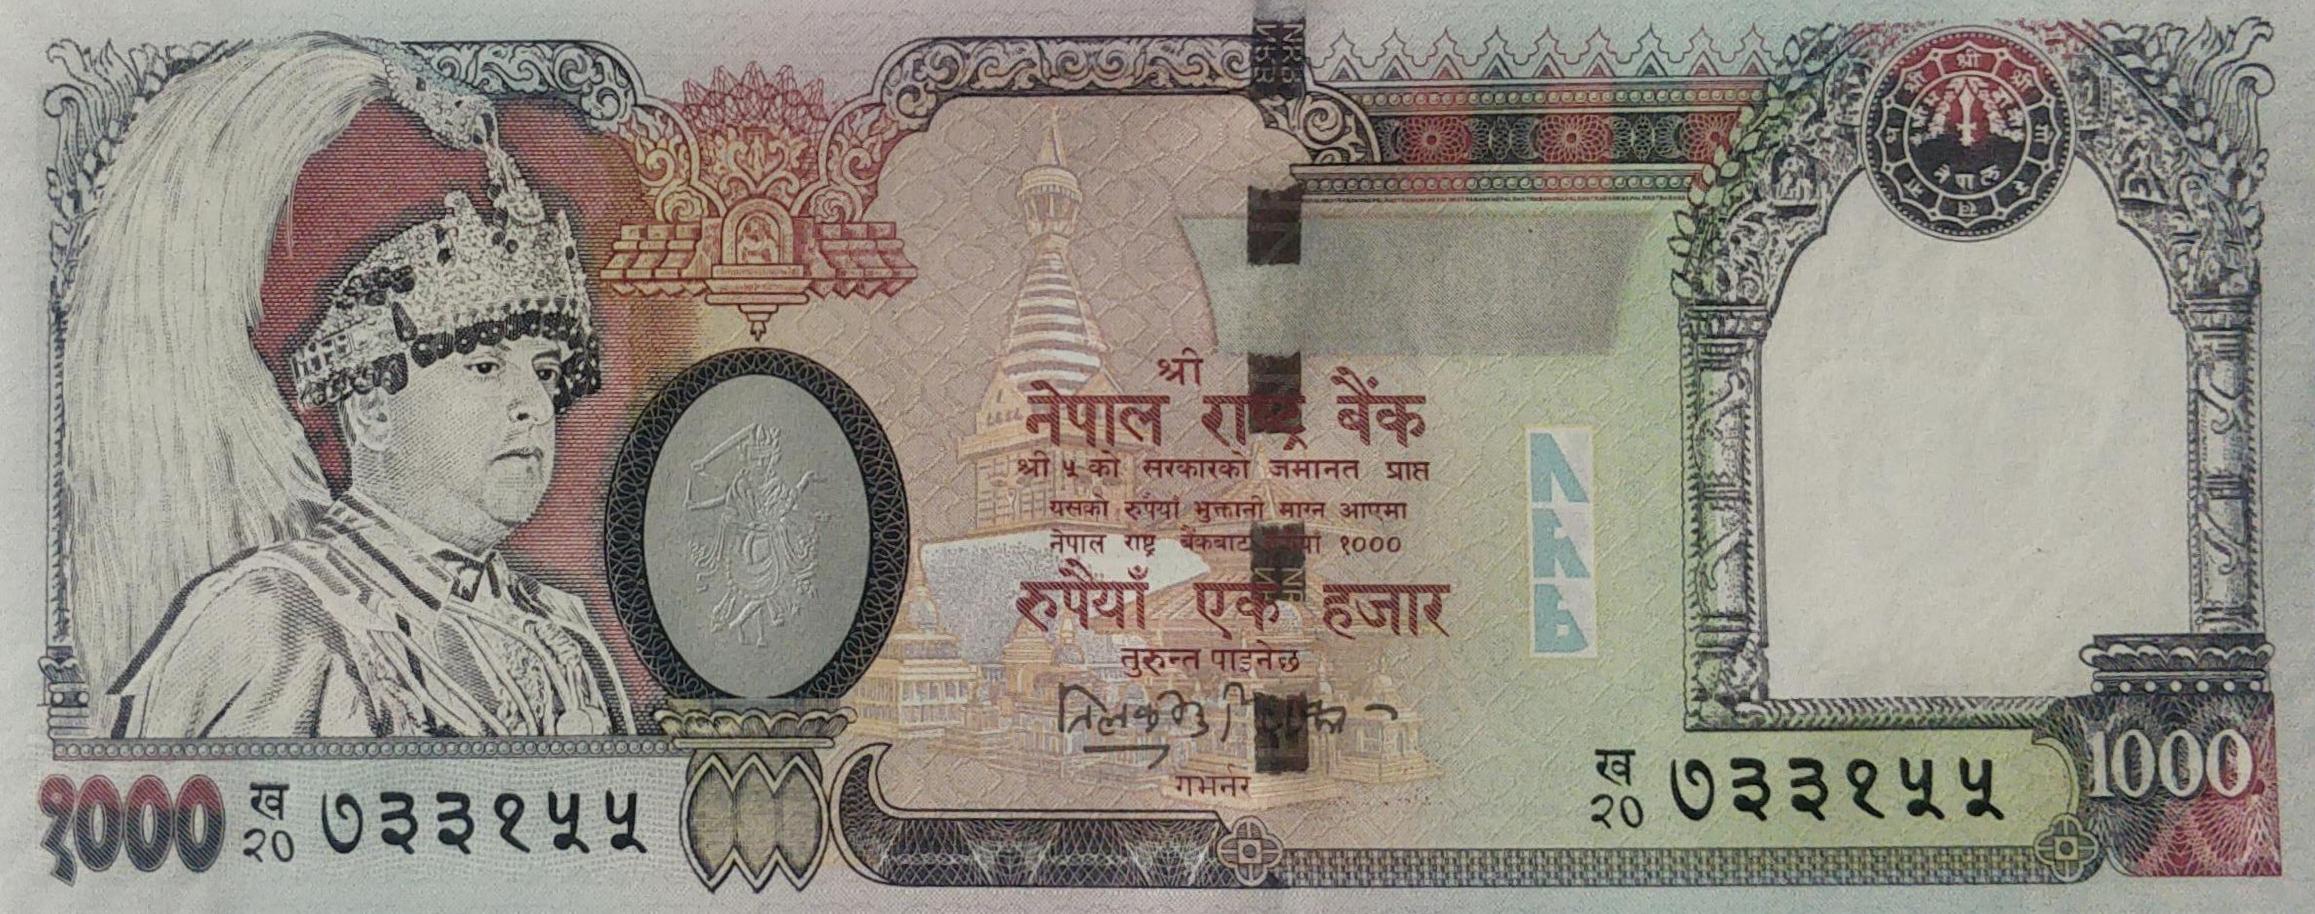 श्री
नेपाल राष्ट्र बैंक
श्री ५ को सरकारको जमानत प्राप्त
यसको रुपैयाँ भुक्तानी माग्न आएमा
नेपाल राष्ट्र बैंकबाट रुपैयाँ १०००
रुपैयाँ एक हजार
तुरुन्त पाइनेछ
गभर्नर
NRB
नेपाल
१००० ख २० ७३३१५५
ख २० ७३३१५५ 1000